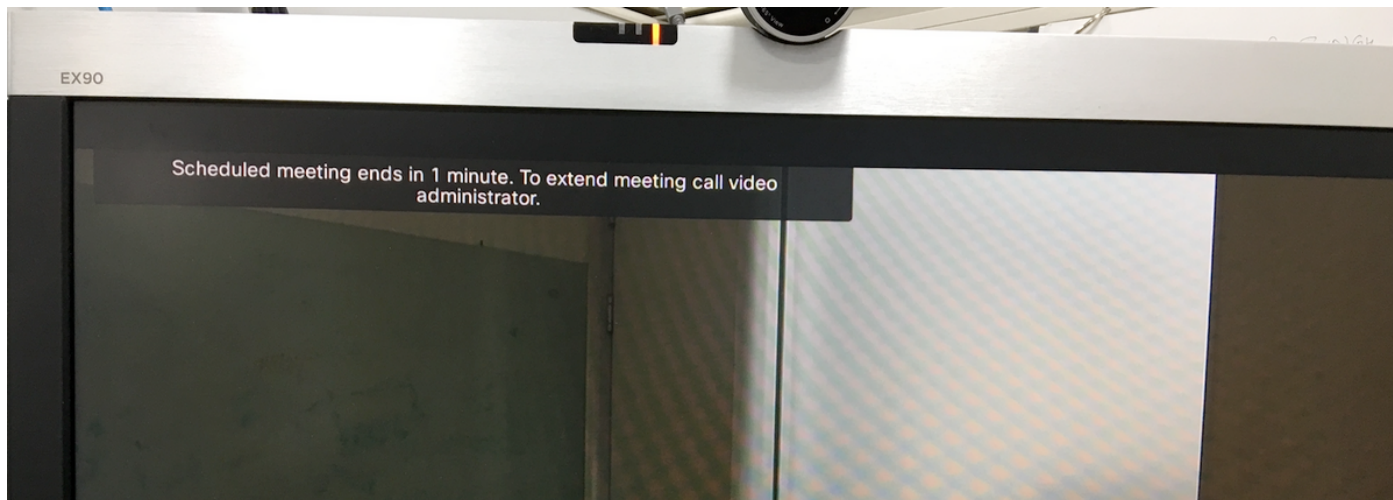 EX90
Scheduled meeting ends in 1 minute. To extend meeting call video
administrator.